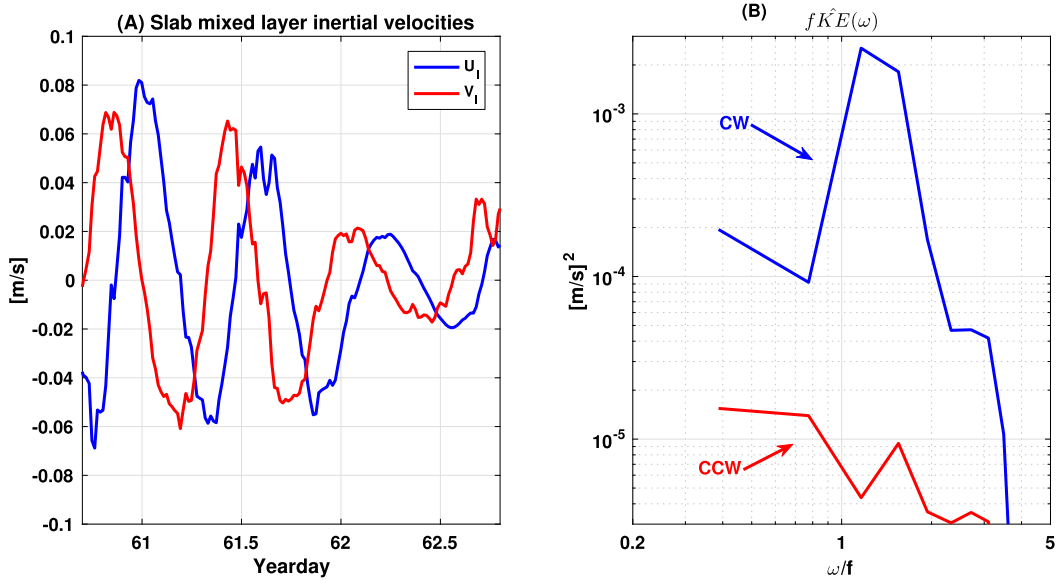 (A) Slab mixed layer inertial velocities
0.1
0.08
0.06
0.04
0.02
0
-0.02
-0.04
-0.06
-0.08
-0.1
[m/s]
U_I
V_I
61
61.5
62
62.5
Yearday
(B)
fK̂E(ω)
10^-3
10^-4
10^-5
[m/s]^2
CW
CCW
0.2
1
2
5
ω/f